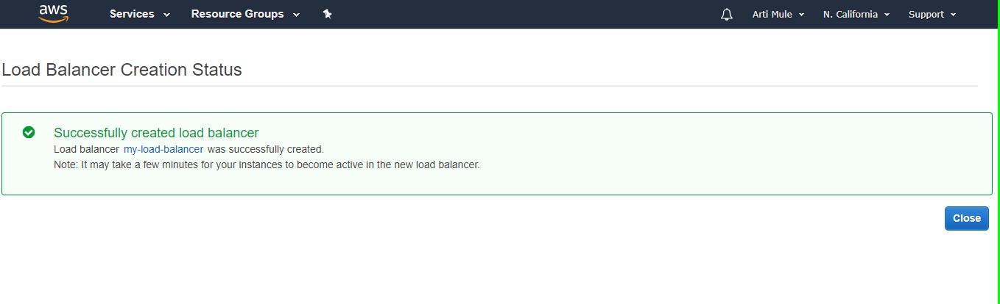 aws Services Resource Groups Arti Mule N. California Support
Load Balancer Creation Status
Successfully created load balancer
Load balancer my-load-balancer was successfully created.
Note: It may take a few minutes for your instances to become active in the new load balancer.
Close